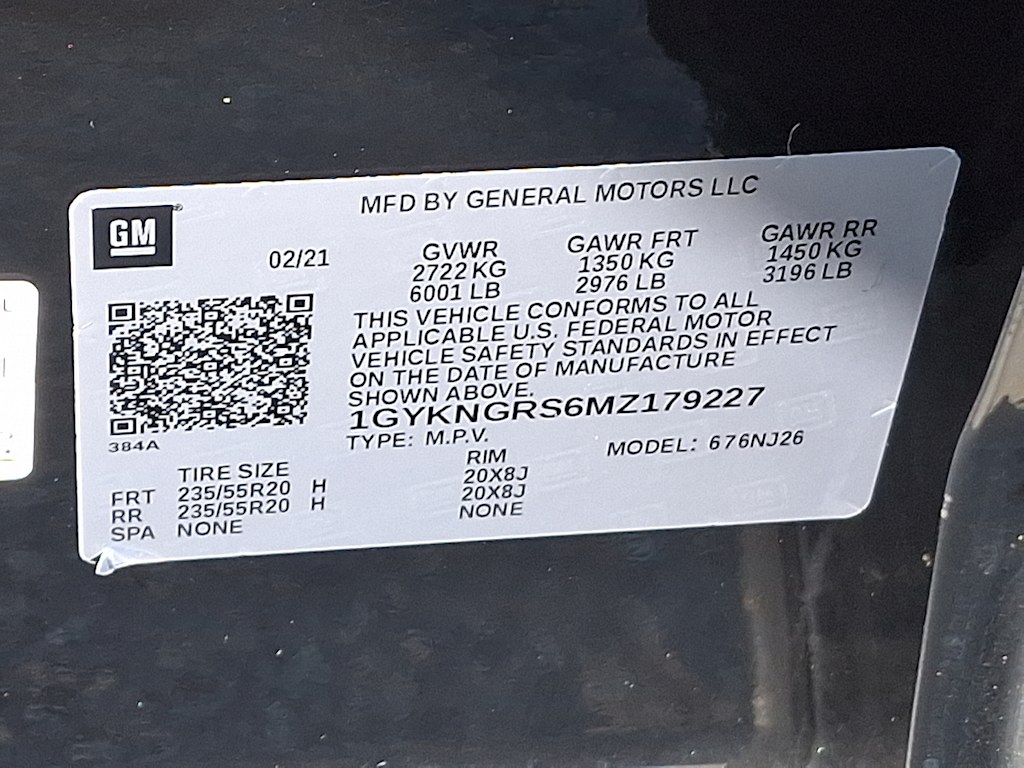 MFD BY GENERAL MOTORS LLC
GM
02/21
GVWR
2722 KG
6001 LB
GAWR FRT
1350 KG
2976 LB
GAWR RR
1450 KG
3196 LB
THIS VEHICLE CONFORMS TO ALL
APPLICABLE U.S. FEDERAL MOTOR
VEHICLE SAFETY STANDARDS IN EFFECT
ON THE DATE OF MANUFACTURE
SHOWN ABOVE.
1GYKNGRS6MZ179227
TYPE: M.P.V.
MODEL: 676NJ26
384A
TIRE SIZE RIM
FRT 235/55R20 H 20X8J
RR 235/55R20 H 20X8J
SPA NONE NONE
L